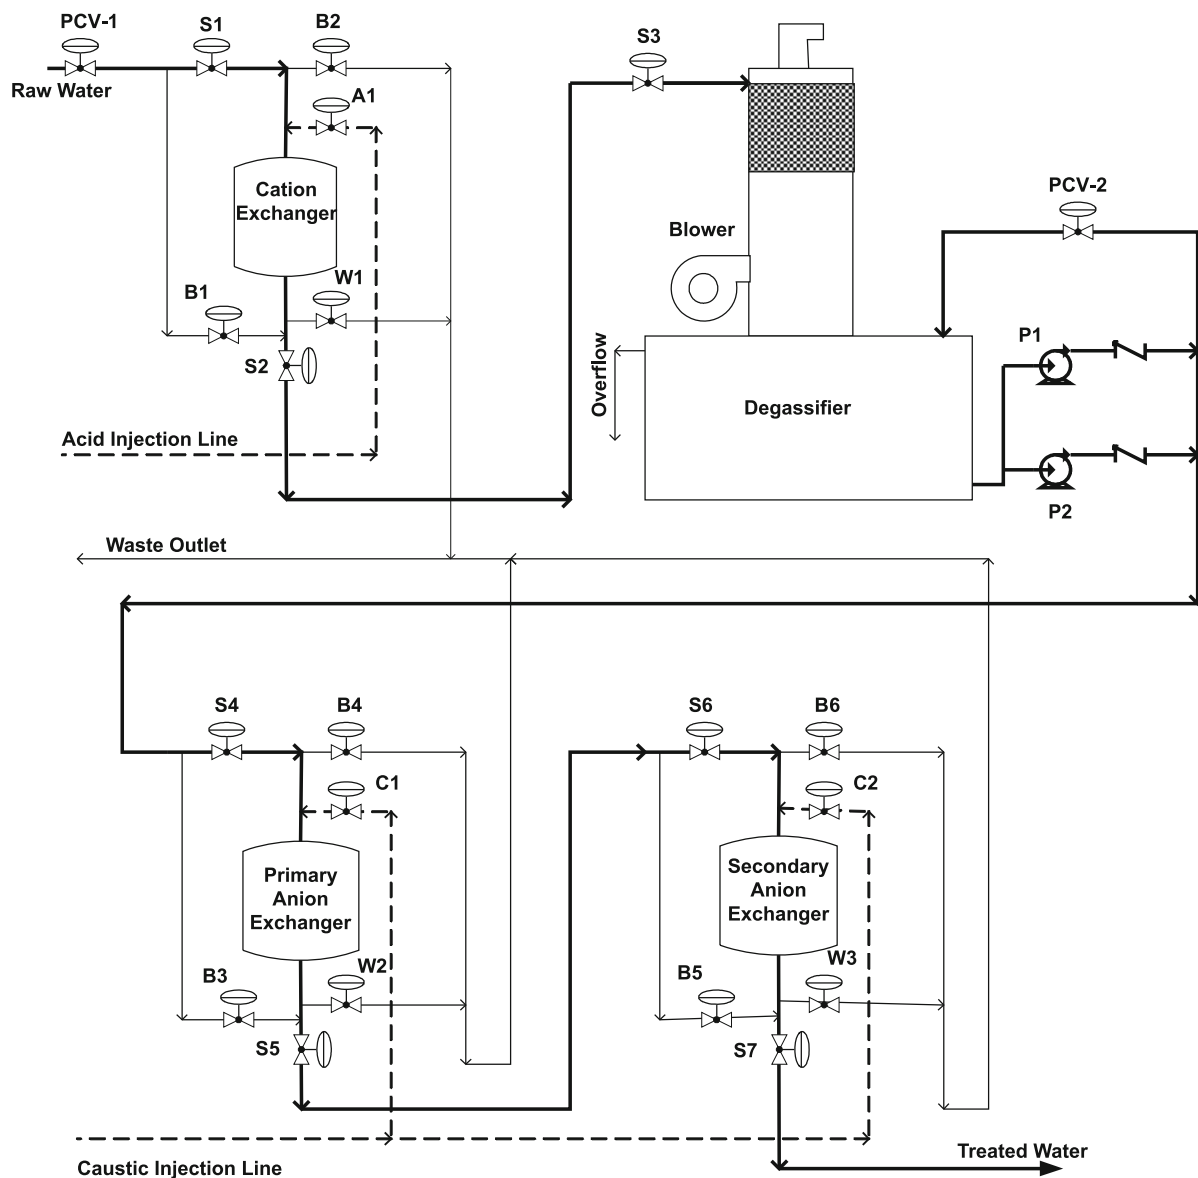 PCV-1
S1
B2
S3
Raw Water
A1
Cation
Exchanger
PCV-2
Blower
B1
W1
S2
P1
Overflow
Degassifier
Acid Injection Line
P2
Waste Outlet
S4
B4
S6
B6
C1
C2
Primary
Anion
Exchanger
Secondary
Anion
Exchanger
B3
W2
B5
W3
S5
S7
Treated Water
Caustic Injection Line